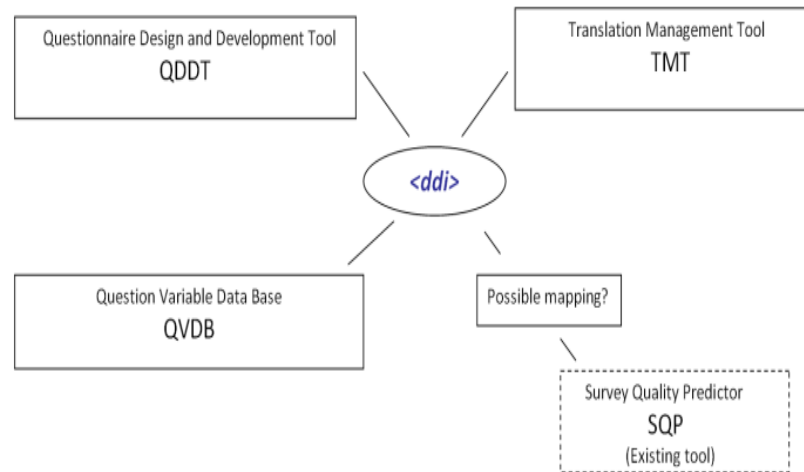 Questionnaire Design and Development Tool
QDDT
Translation Management Tool
TMT
<ddi>
Question Variable Data Base
QVDB
Possible mapping?
Survey Quality Predictor
SQP
(Existing tool)